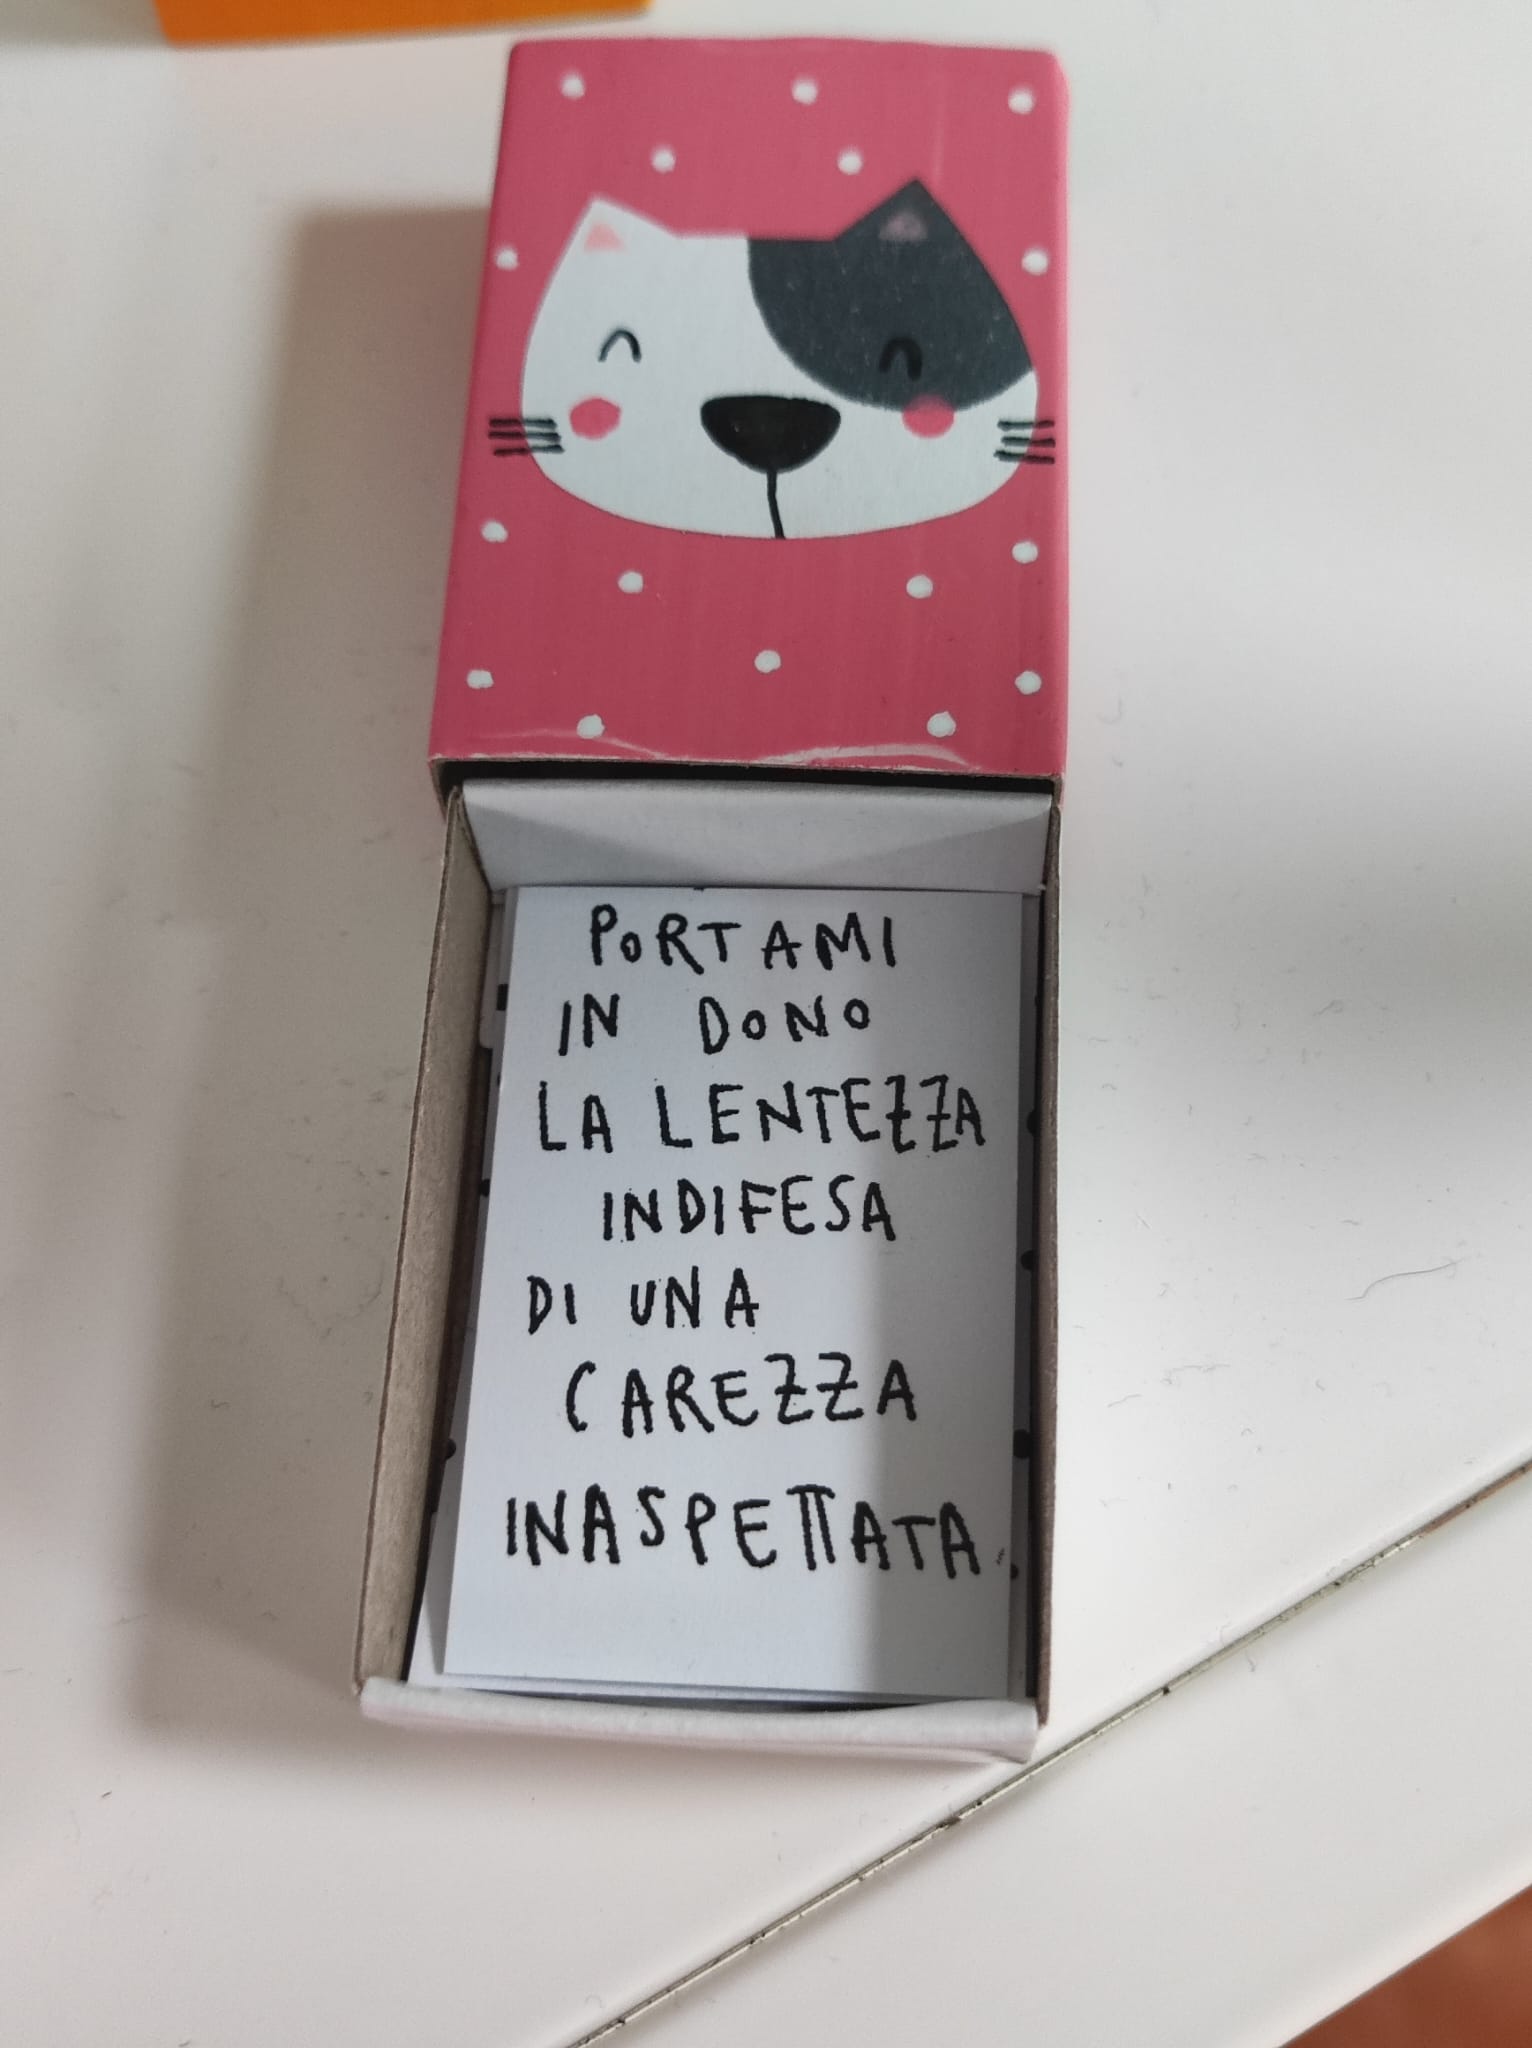 PORTAMI
IN DONO
LA LENTEZZA
INDIFESA
DI UNA
CAREZZA
INASPETTATA.